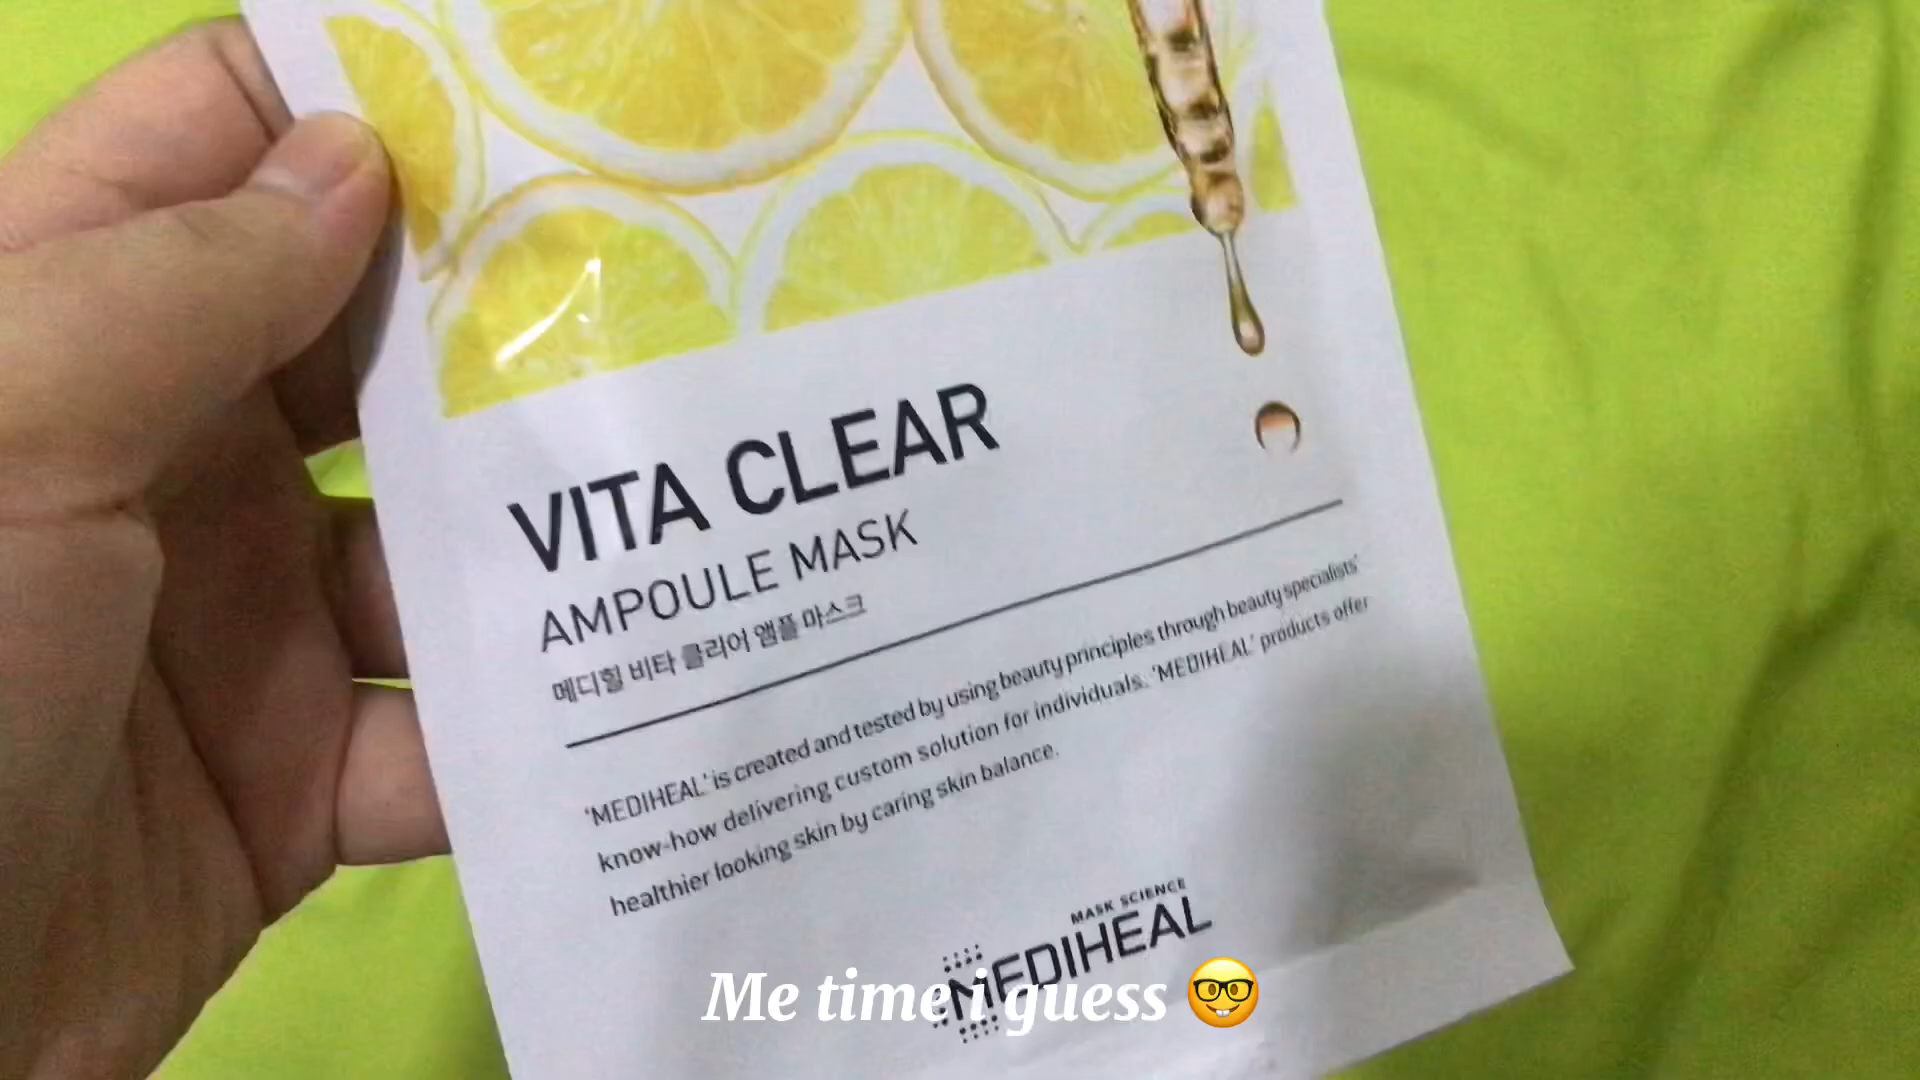 VITA CLEAR
AMPOULE MASK
메디힐 비타 클리어 앰플 마스크
'MEDIHEAL' is created and tested by using beauty principles through beauty specialists'
know-how delivering custom solution for individuals. 'MEDIHEAL' products offer
healthier looking skin by caring skin balance.
MASK SCIENCE
MEDIHEAL
Me time i guess 🤓